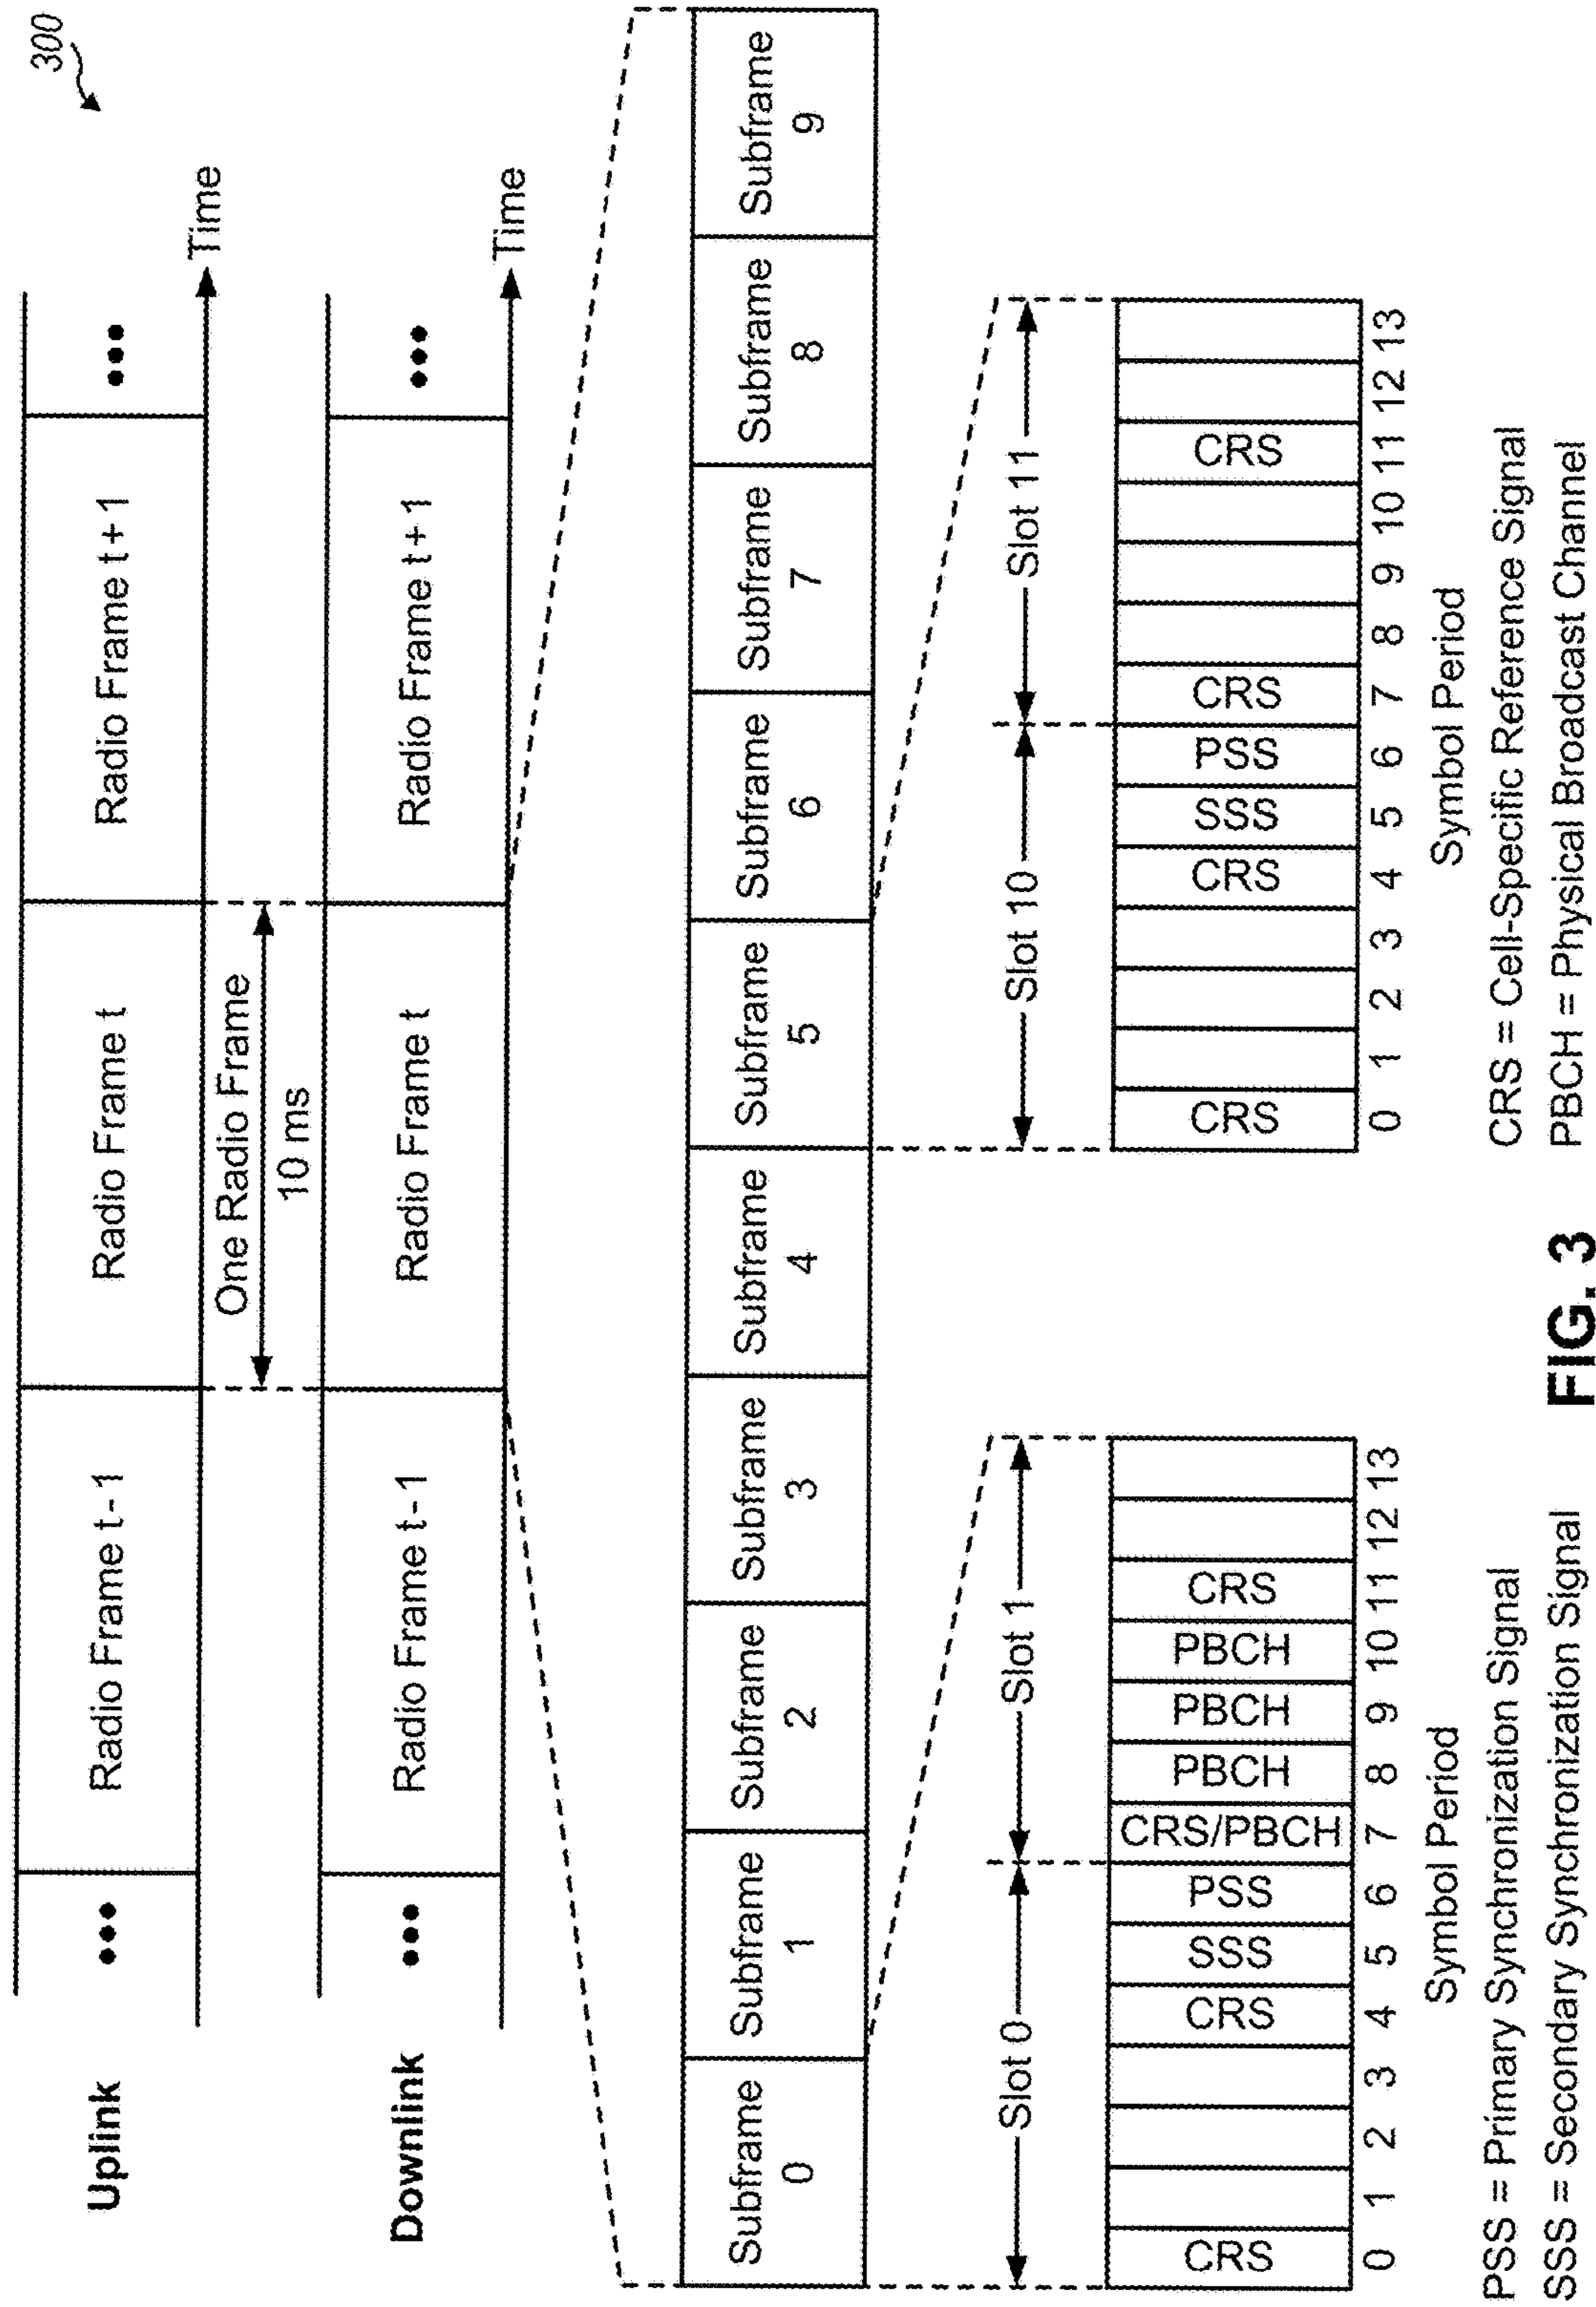 300
Uplink
•••
Radio Frame t-1
Radio Frame t
Radio Frame t+1
•••
Time
One Radio Frame
10 ms
Downlink
•••
Radio Frame t-1
Radio Frame t
Radio Frame t+1
•••
Time
Subframe
0
Subframe
1
Subframe
2
Subframe
3
Subframe
4
Subframe
5
Subframe
6
Subframe
7
Subframe
8
Subframe
9
Slot 0
Slot 1
CRS
CRS
SSS
PSS
CRS/PBCH
PBCH
PBCH
PBCH
CRS
0 1 2 3 4 5 6 7 8 9 10 11 12 13
Symbol Period
Slot 10
Slot 11
CRS
CRS
SSS
PSS
CRS
CRS
0 1 2 3 4 5 6 7 8 9 10 11 12 13
Symbol Period
PSS = Primary Synchronization Signal
SSS = Secondary Synchronization Signal
CRS = Cell-Specific Reference Signal
PBCH = Physical Broadcast Channel
FIG. 3